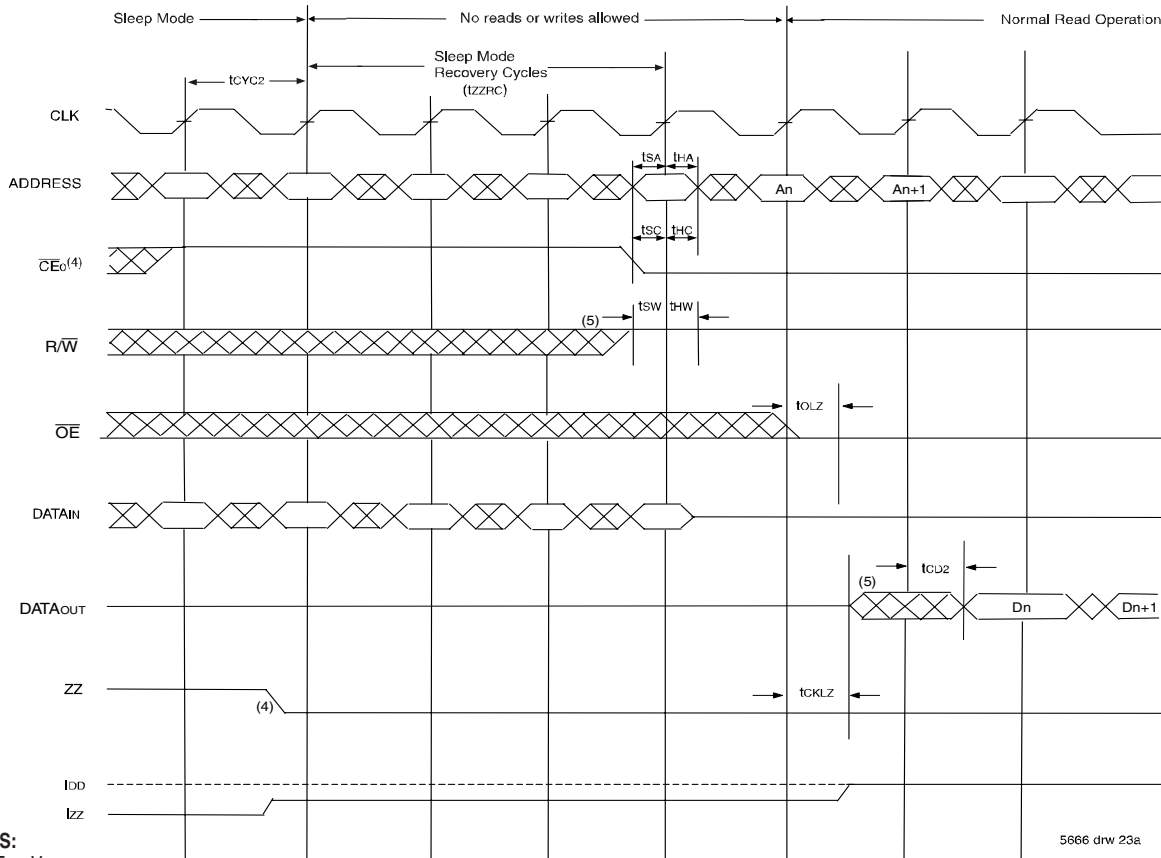 Sleep Mode
No reads or writes allowed
Normal Read Operation
Sleep Mode
Recovery Cycles
(tZZRC)
tCYC2
CLK
tSA tHA
ADDRESS
An
An+1
tSC tHC
CE0(4)
tSW tHW
(5)
R/W
tOLZ
OE
DATAIN
tCD2
(5)
DATAOUT
Dn
Dn+1
ZZ
(4)
tCKLZ
IDD
IZZ
S:
5666 drw 23a